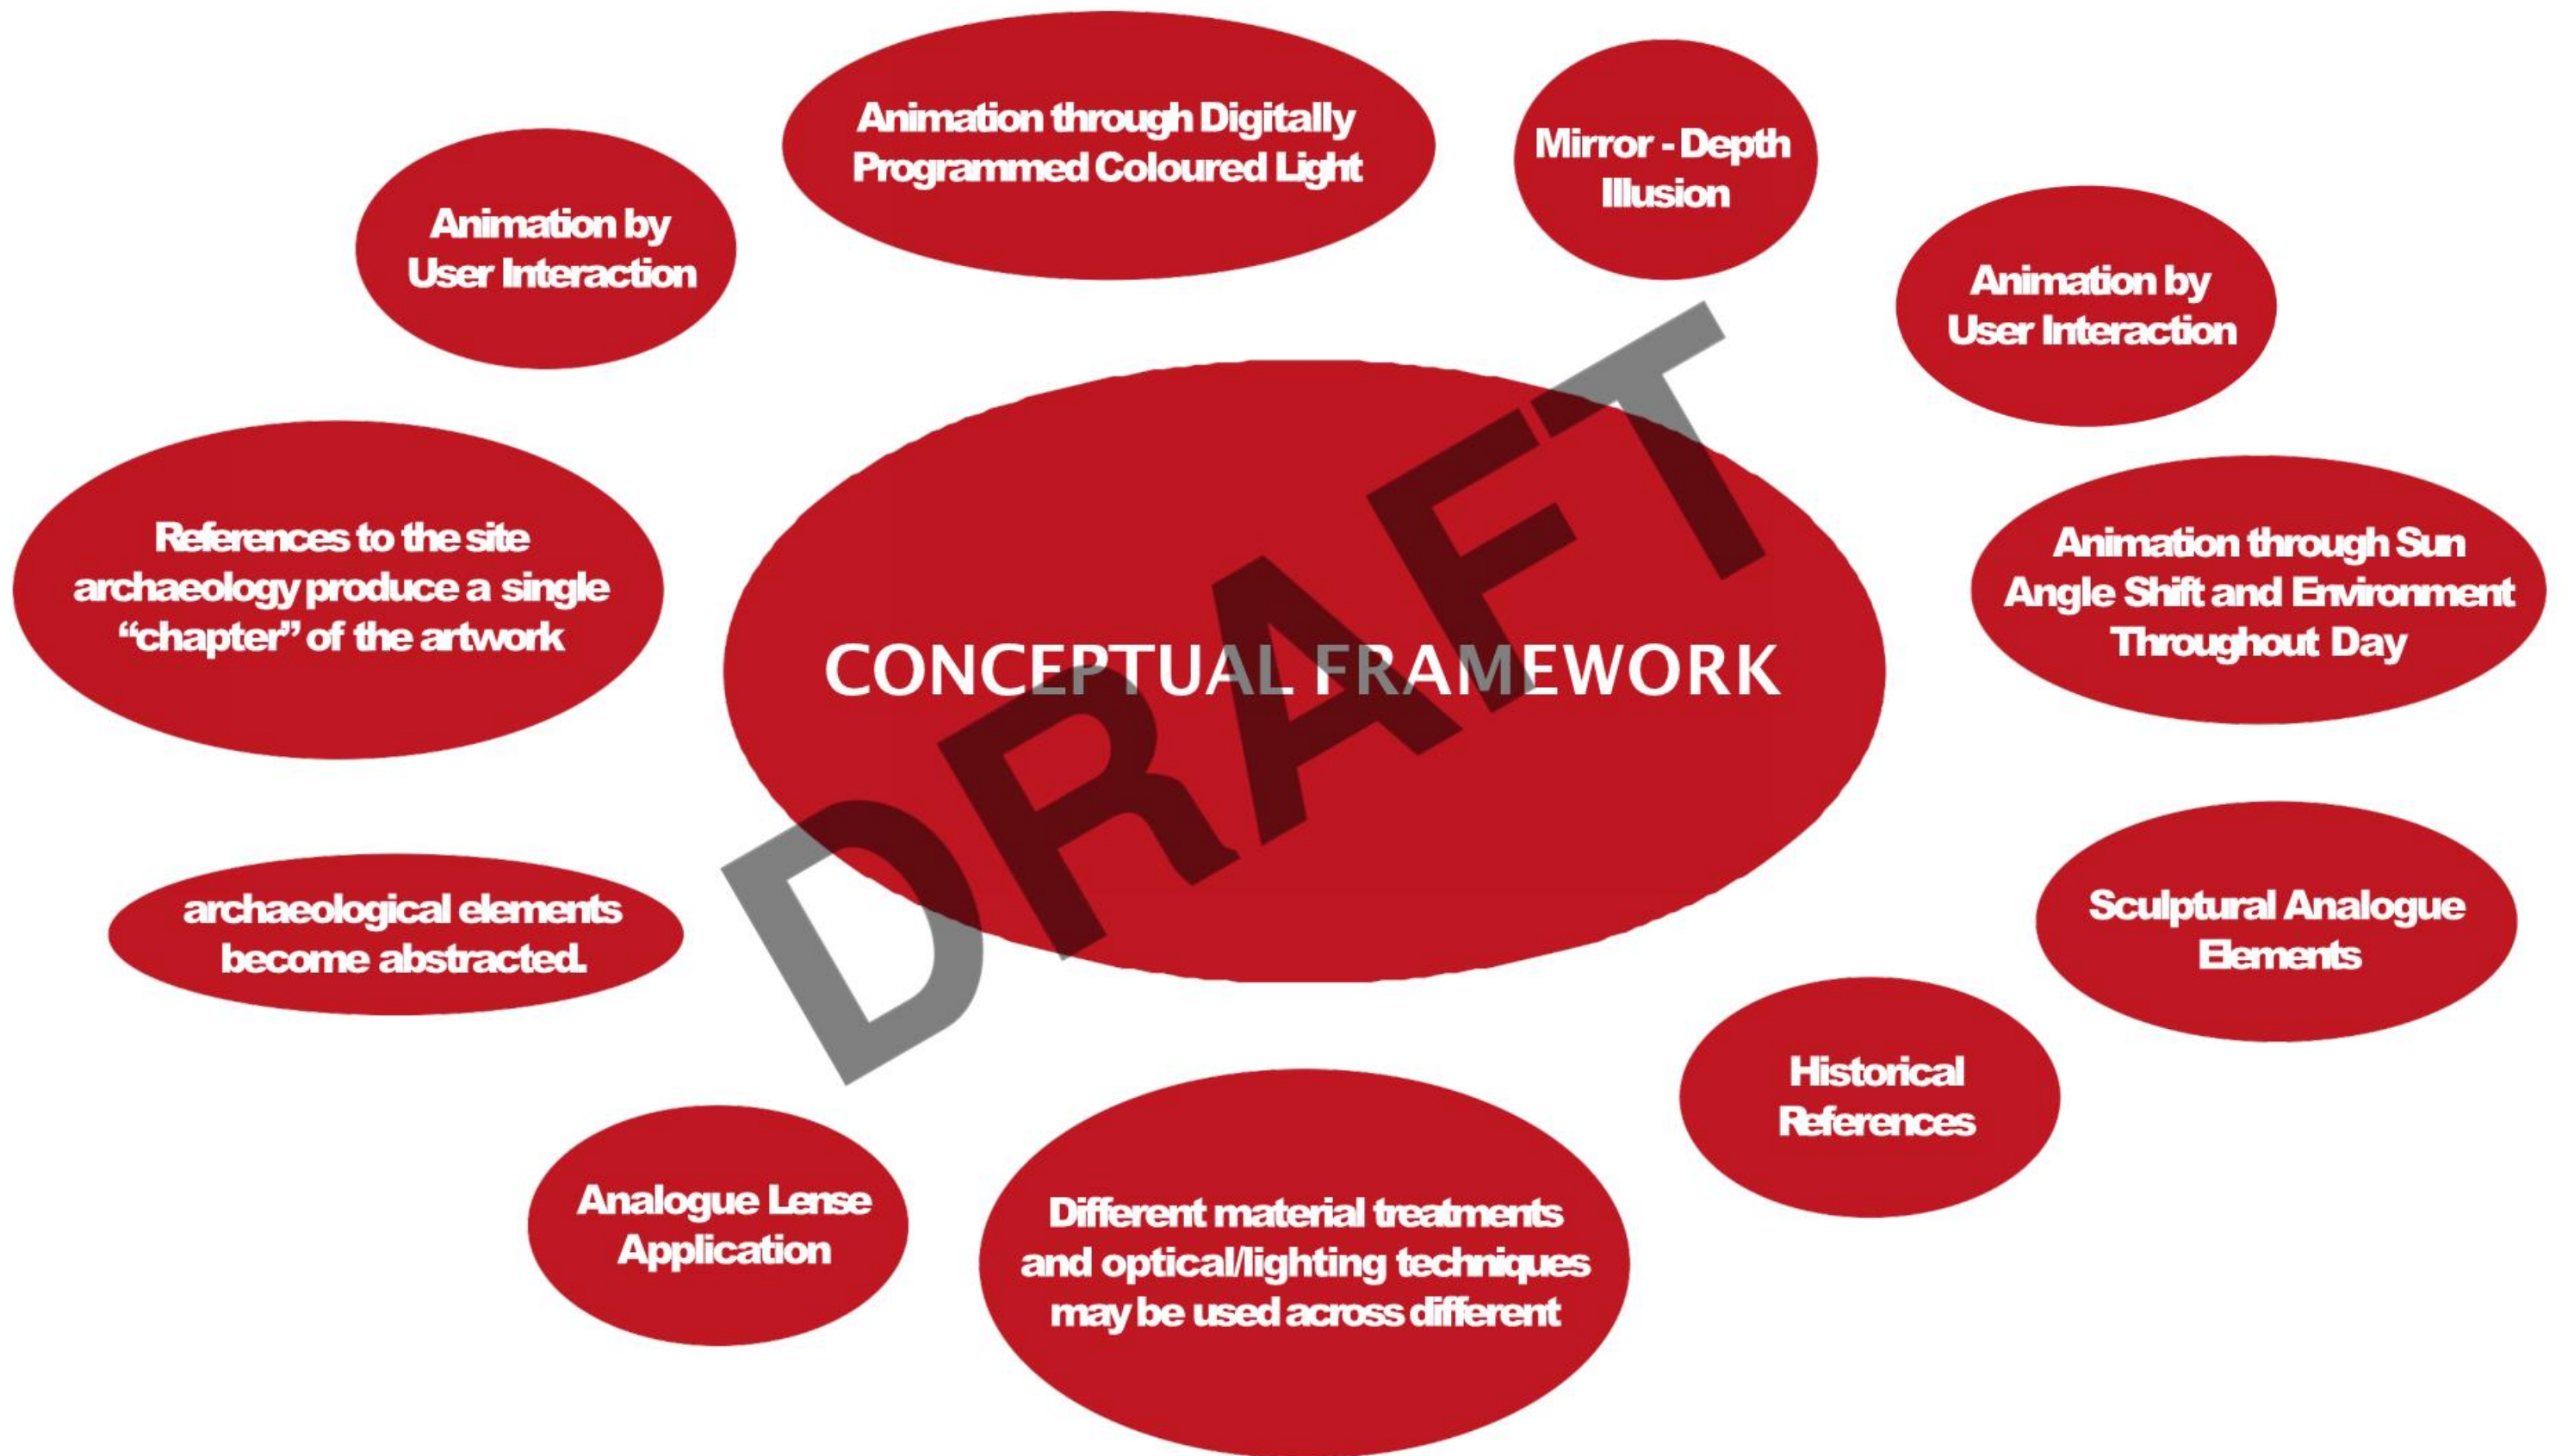 Animation through Digitally
Programmed Coloured Light
Mirror - Depth
Illusion
Animation by
User Interaction
Animation by
User Interaction
References to the site
archaeology produce a single
“chapter” of the artwork
Animation through Sun
Angle Shift and Environment
Throughout Day
CONCEPTUAL FRAMEWORK
DRAFT
archaeological elements
become abstracted.
Sculptural Analogue
Elements
Historical
References
Analogue Lense
Application
Different material treatments
and optical/lighting techniques
may be used across different